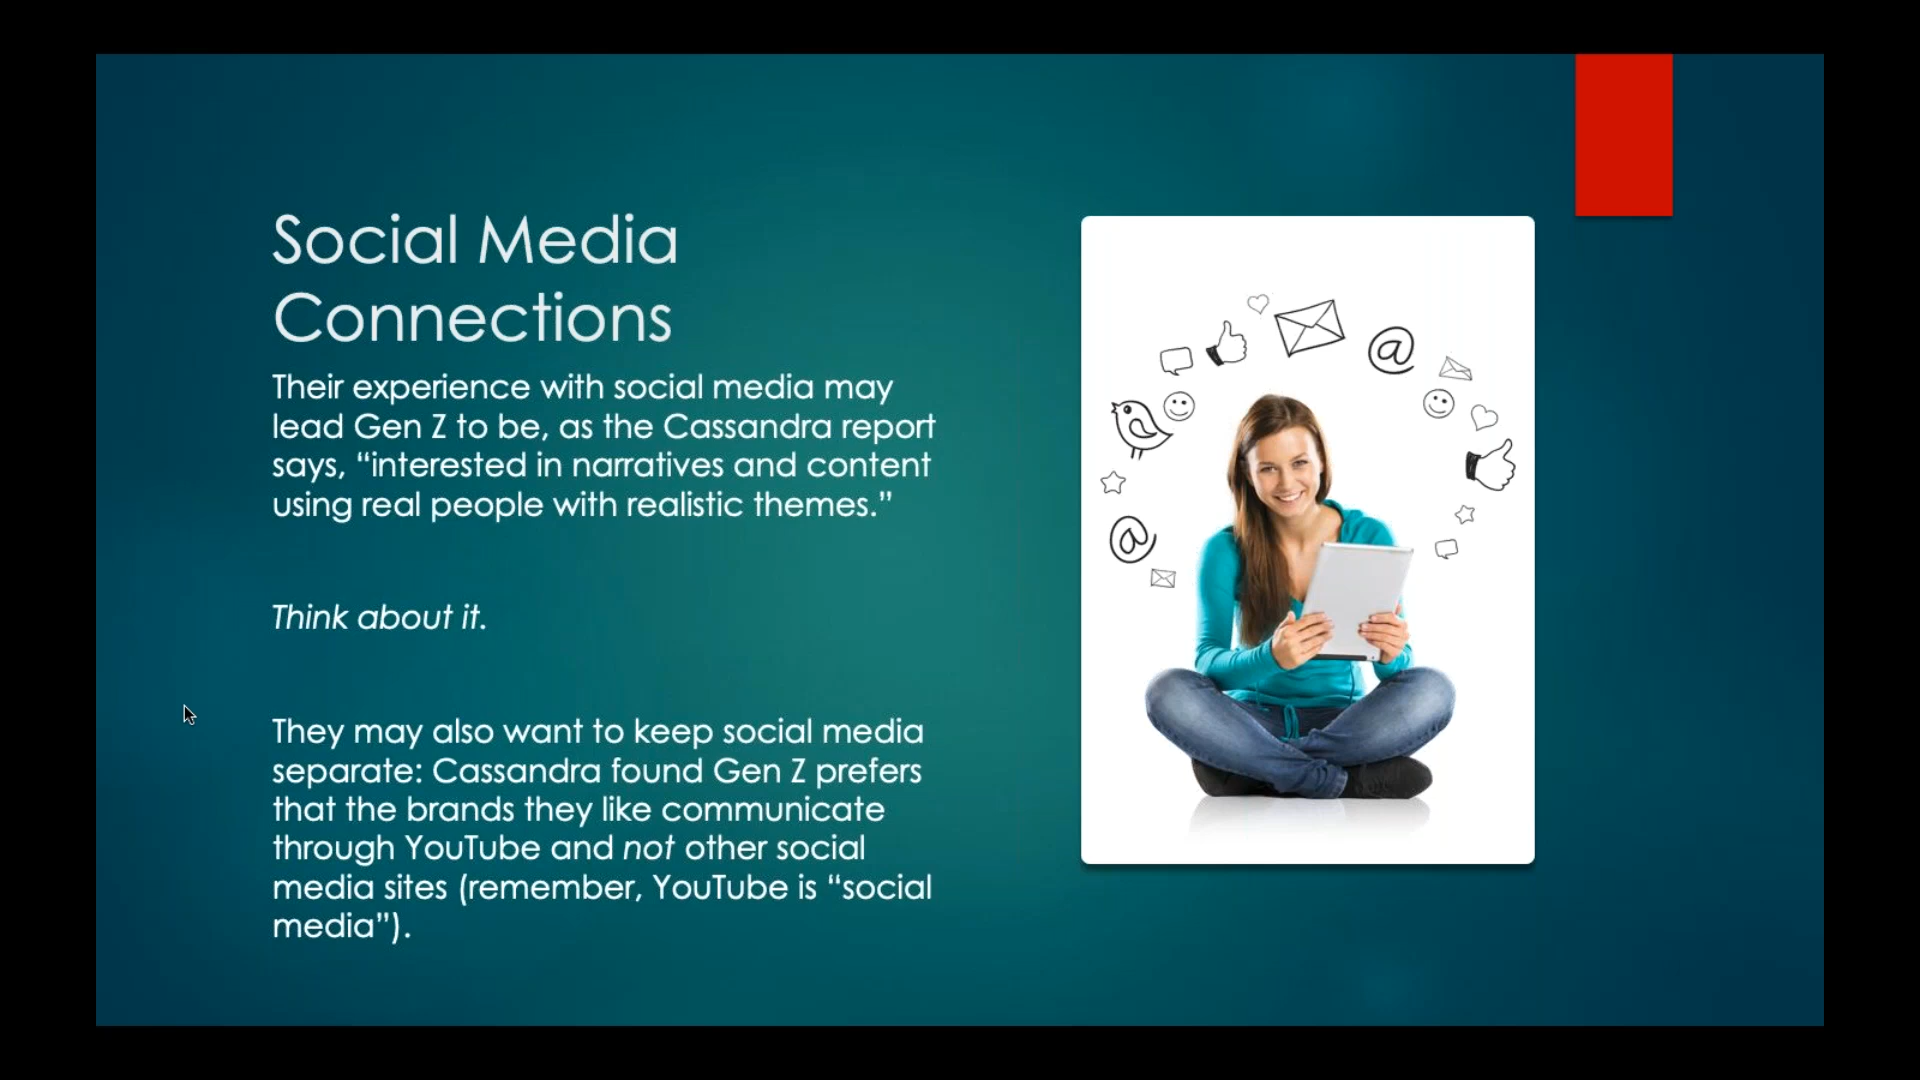 Social Media
Connections
Their experience with social media may
lead Gen Z to be, as the Cassandra report
says, “interested in narratives and content
using real people with realistic themes.”
Think about it.
They may also want to keep social media
separate: Cassandra found Gen Z prefers
that the brands they like communicate
through YouTube and not other social
media sites (remember, YouTube is “social
media”).
@
@